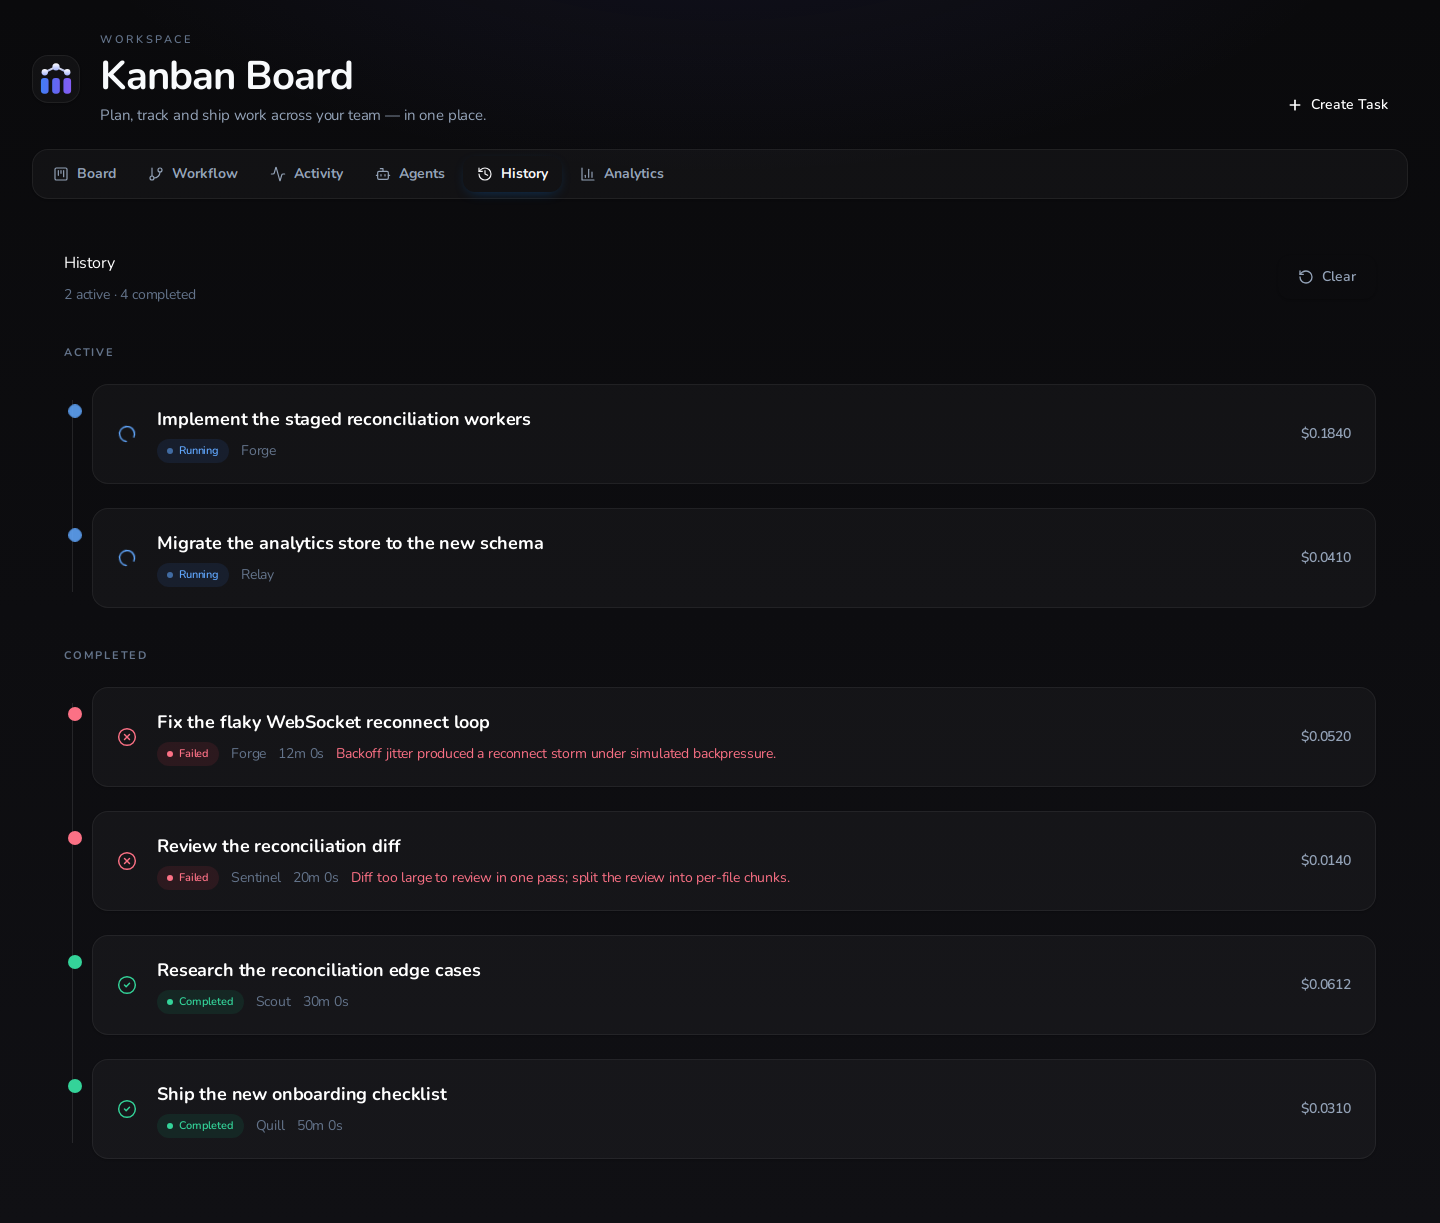 WORKSPACE
Kanban Board
Plan, track and ship work across your team — in one place.
Create Task
Board Workflow Activity Agents History Analytics
History
2 active · 4 completed
Clear
ACTIVE
Implement the staged reconciliation workers
Running Forge
$0.1840
Migrate the analytics store to the new schema
Running Relay
$0.0410
COMPLETED
Fix the flaky WebSocket reconnect loop
Failed Forge 12m 0s Backoff jitter produced a reconnect storm under simulated backpressure.
$0.0520
Review the reconciliation diff
Failed Sentinel 20m 0s Diff too large to review in one pass; split the review into per-file chunks.
$0.0140
Research the reconciliation edge cases
Completed Scout 30m 0s
$0.0612
Ship the new onboarding checklist
Completed Quill 50m 0s
$0.0310